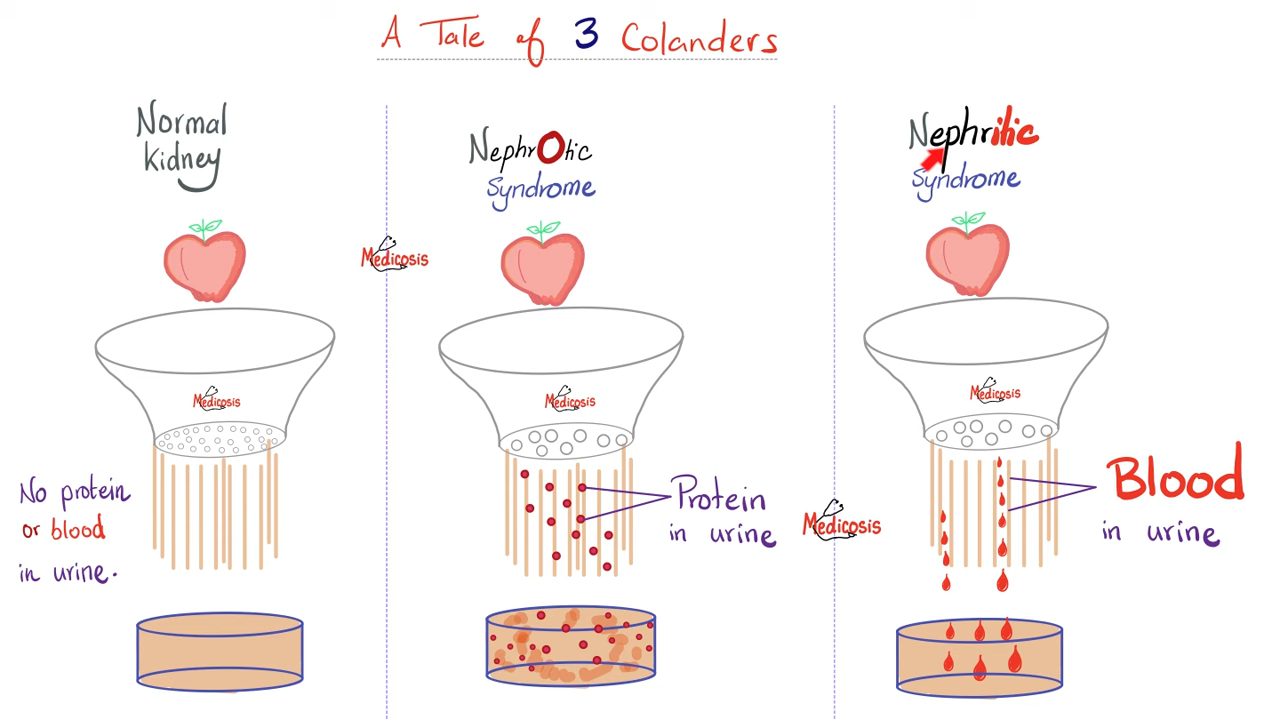 A Tale of 3 Colanders
Normal
kidney
Medicosis
No protein
or blood
in urine.
Medicosis
NephrOtic
Syndrome
Medicosis
Protein
in urine
Medicosis
Nephritic
Syndrome
Medicosis
Blood
in urine